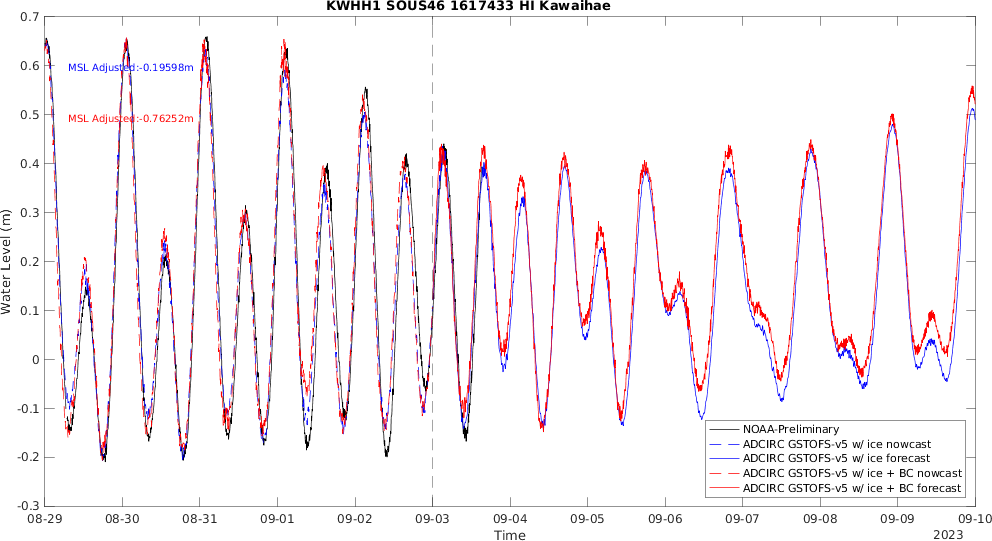 KWHH1 SOUS46 1617433 HI Kawaihae
0.7
0.6
0.5
0.4
0.3
0.2
0.1
0
-0.1
-0.2
-0.3
Water Level (m)
MSL Adjusted:-0.19598m
MSL Adjusted:-0.76252m
NOAA-Preliminary
ADCIRC GSTOFS-v5 w/ ice nowcast
ADCIRC GSTOFS-v5 w/ ice forecast
ADCIRC GSTOFS-v5 w/ ice + BC nowcast
ADCIRC GSTOFS-v5 w/ ice + BC forecast
08-29 08-30 08-31 09-01 09-02 09-03 09-04 09-05 09-06 09-07 09-08 09-09 09-10
Time
2023